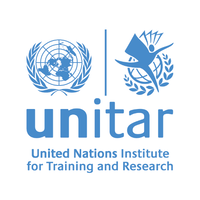 unitar
United Nations Institute
for Training and Research